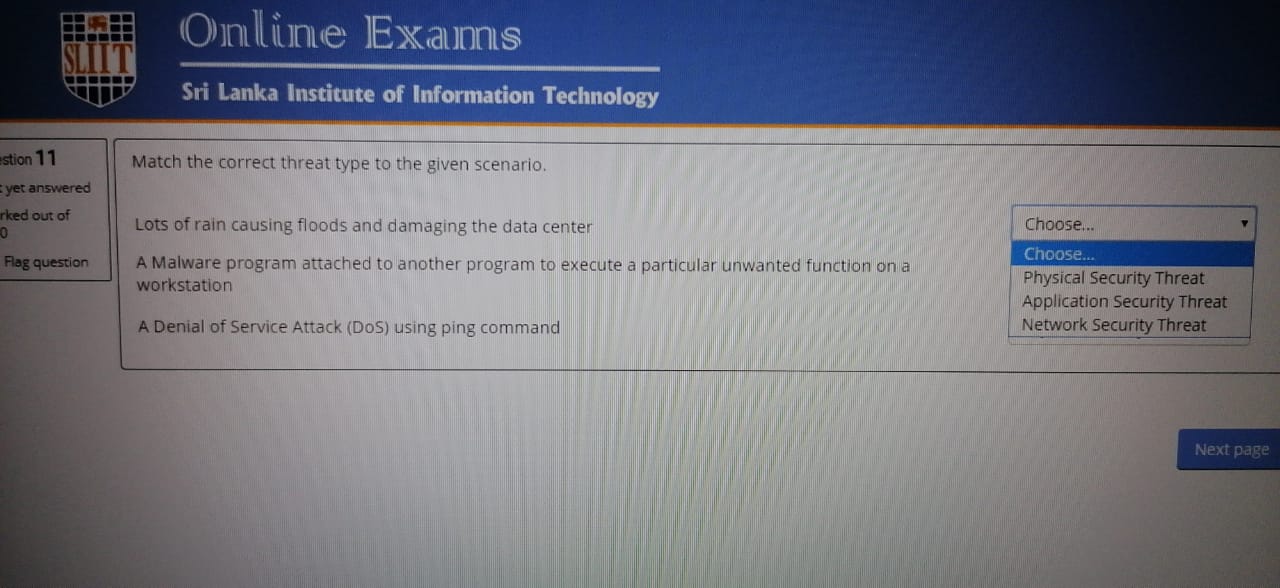 SLIIT
Online Exams
Sri Lanka Institute of Information Technology
estion 11
t yet answered
rked out of
0
Flag question
Match the correct threat type to the given scenario.
Lots of rain causing floods and damaging the data center
A Malware program attached to another program to execute a particular unwanted function on a
workstation
A Denial of Service Attack (DoS) using ping command
Choose...
Choose...
Physical Security Threat
Application Security Threat
Network Security Threat
Next page